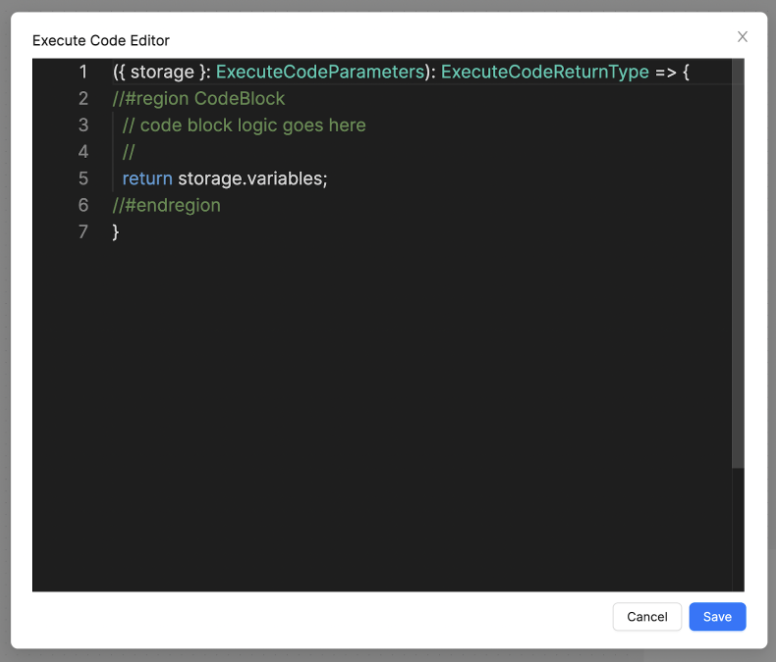 Execute Code Editor
1 ({ storage }: ExecuteCodeParameters): ExecuteCodeReturnType => {
2 //#region CodeBlock
3 // code block logic goes here
4 //
5 return storage.variables;
6 //#endregion
7 }
Cancel Save